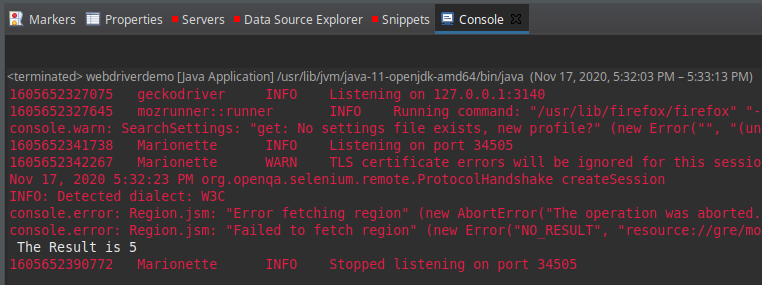 Markers Properties Servers Data Source Explorer Snippets Console
<terminated> webdriverdemo [Java Application] /usr/lib/jvm/java-11-openjdk-amd64/bin/java (Nov 17, 2020, 5:32:03 PM – 5:33:13 PM)
1605652327075 geckodriver INFO Listening on 127.0.0.1:3140
1605652327645 mozrunner::runner INFO Running command: "/usr/lib/firefox/firefox" "-
console.warn: SearchSettings: "get: No settings file exists, new profile?" (new Error("", "(un
1605652341738 Marionette INFO Listening on port 34505
1605652342267 Marionette WARN TLS certificate errors will be ignored for this sessio
Nov 17, 2020 5:32:23 PM org.openqa.selenium.remote.ProtocolHandshake createSession
INFO: Detected dialect: W3C
console.error: Region.jsm: "Error fetching region" (new AbortError("The operation was aborted.
console.error: Region.jsm: "Failed to fetch region" (new Error("NO_RESULT", "resource://gre/mo
The Result is 5
1605652390772 Marionette INFO Stopped listening on port 34505